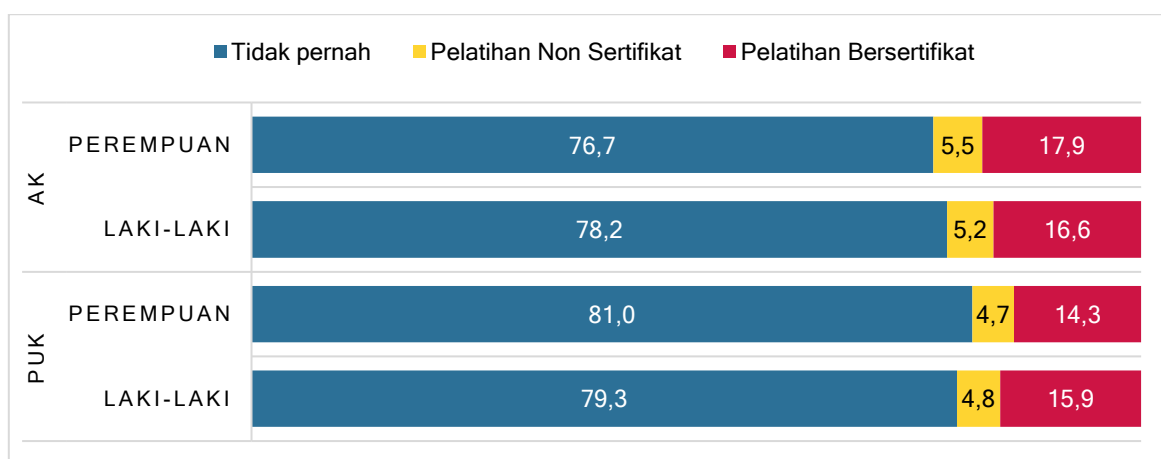 Tidak pernah Pelatihan Non Sertifikat Pelatihan Bersertifikat
AK
PEREMPUAN 76,7 5,5 17,9
LAKI-LAKI 78,2 5,2 16,6
PUK
PEREMPUAN 81,0 4,7 14,3
LAKI-LAKI 79,3 4,8 15,9